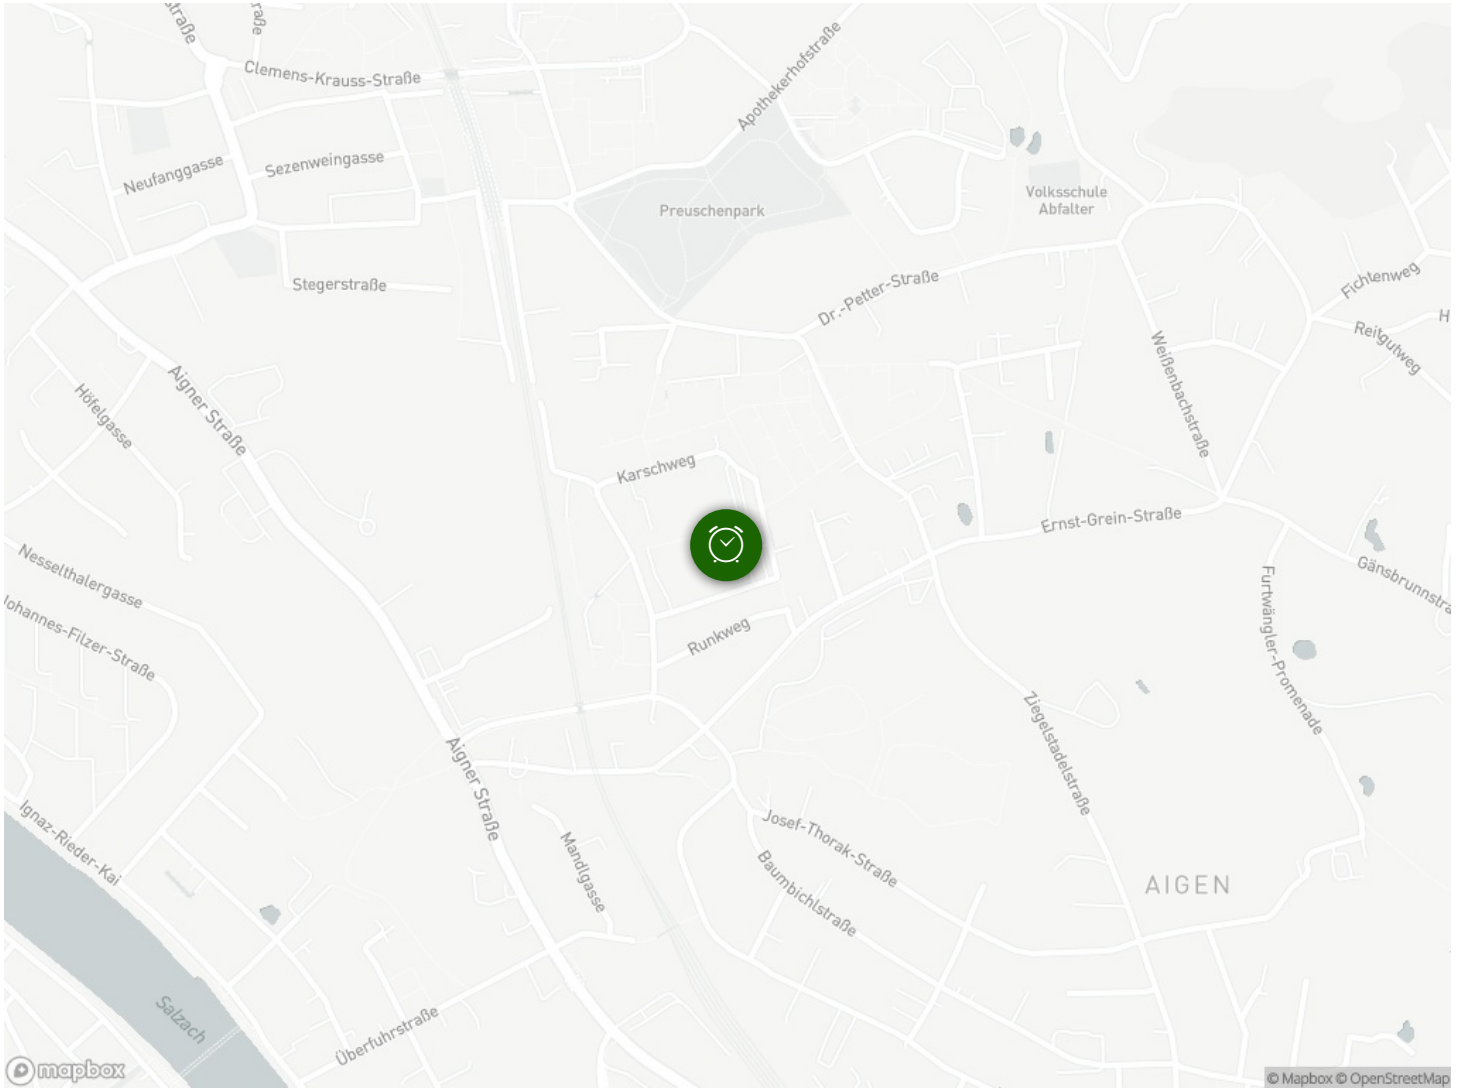 traße
raße
Clemens-Krauss-Straße
Apothekerhofstraße
Neufanggasse
Sezenweingasse
Preuschenpark
Volksschule
Abfalter
Stegerstraße
Dr.-Petter-Straße
Fichtenweg
H
Reitgutweg
Weißenbachstraße
Aigner Straße
Höfelgasse
Karschweg
Ernst-Grein-Straße
Gänsbrunnstra
Nesselthalergasse
Johannes-Filzer-Straße
Runkweg
Furtwängler-Promenade
Ziegelstadelstraße
Aigner Straße
Ignaz-Rieder-Kai
Mandlgasse
Josef-Thorak-Straße
Baumbichlstraße
AIGEN
Salzach
Überfuhrstraße
mapbox
© Mapbox © OpenStreetMap